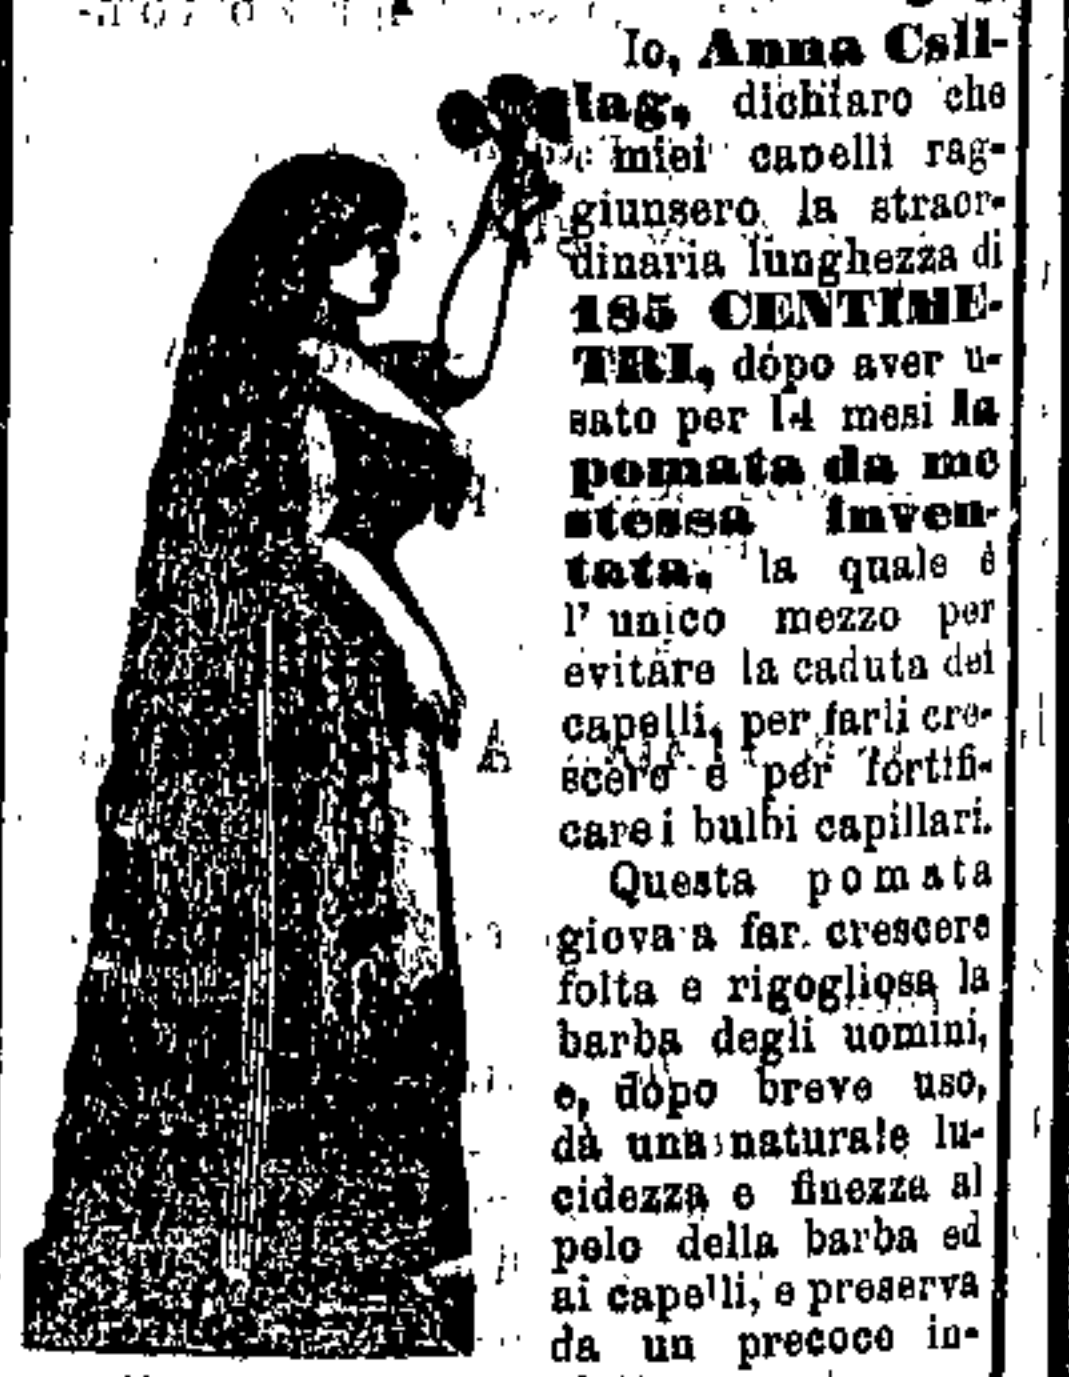 Io, Anna Csil-
lag, dichiaro che
miei capelli rag-
giunsero la straor-
dinaria lunghezza di
185 CENTIME-
TRI, dopo aver u-
sato per 14 mesi la
pomata da me
stessa inven-
tata, la quale è
l' unico mezzo per
evitare la caduta dei
capelli, per farli cre-
scere e per fortifi-
care i bulbi capillari.
Questa pomata
giova a far crescere
folta e rigogliosa la
barba degli uomini,
e, dopo breve uso,
dà una naturale lu-
cidezza e finezza al
pelo della barba ed
ai capelli, e preserva
da un precoce in-